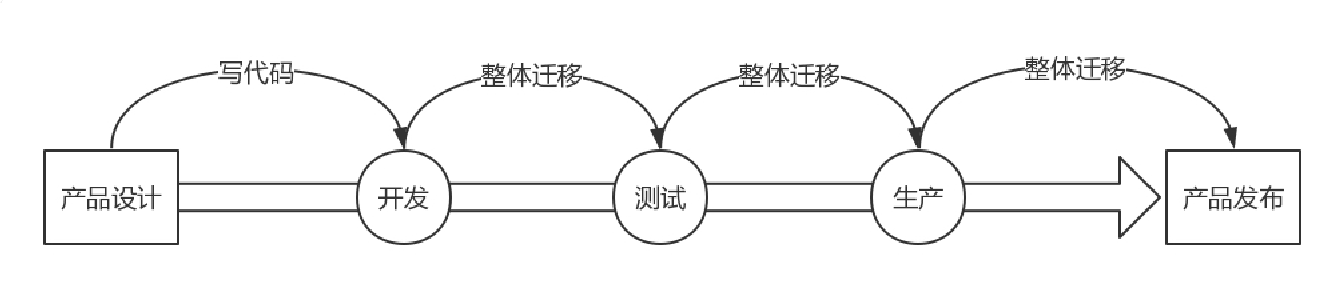 写代码
整体迁移
整体迁移
整体迁移
产品设计
开发
测试
生产
产品发布